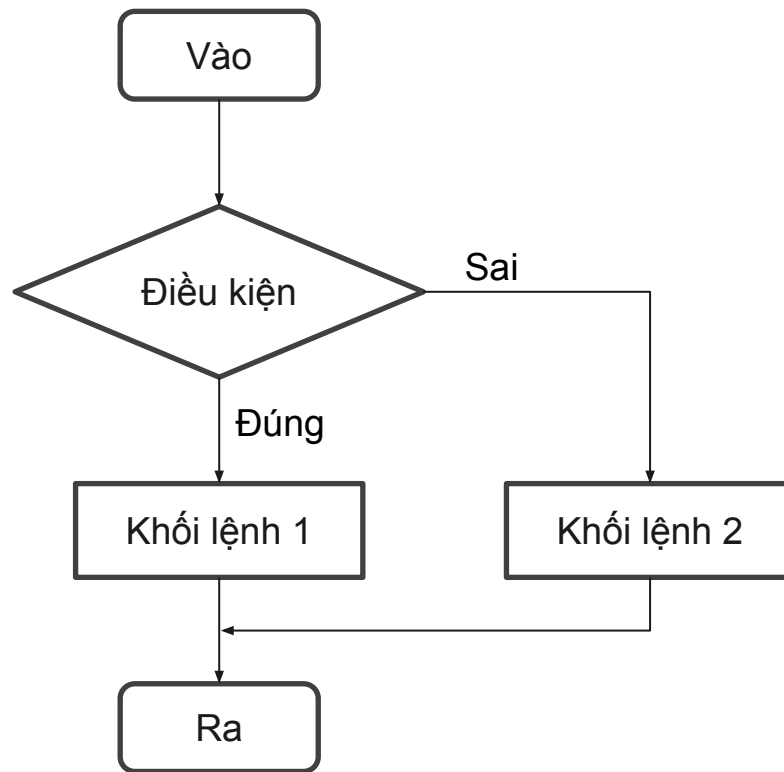 Vào
Điều kiện
Sai
Đúng
Khối lệnh 1
Khối lệnh 2
Ra